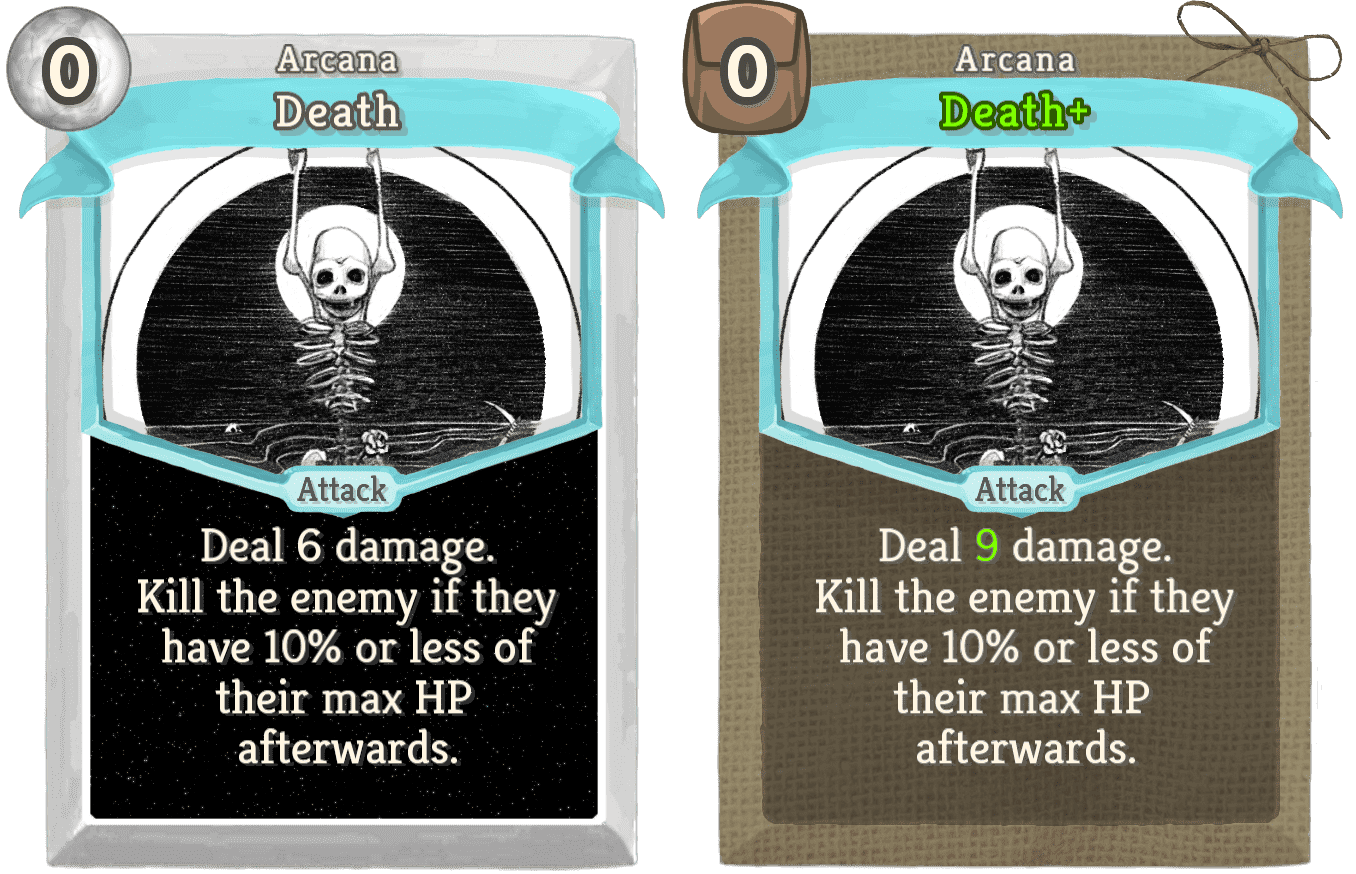 0
Arcana
Death
Attack
Deal 6 damage.
Kill the enemy if they
have 10% or less of
their max HP
afterwards.
0
Arcana
Death+
Attack
Deal 9 damage.
Kill the enemy if they
have 10% or less of
their max HP
afterwards.